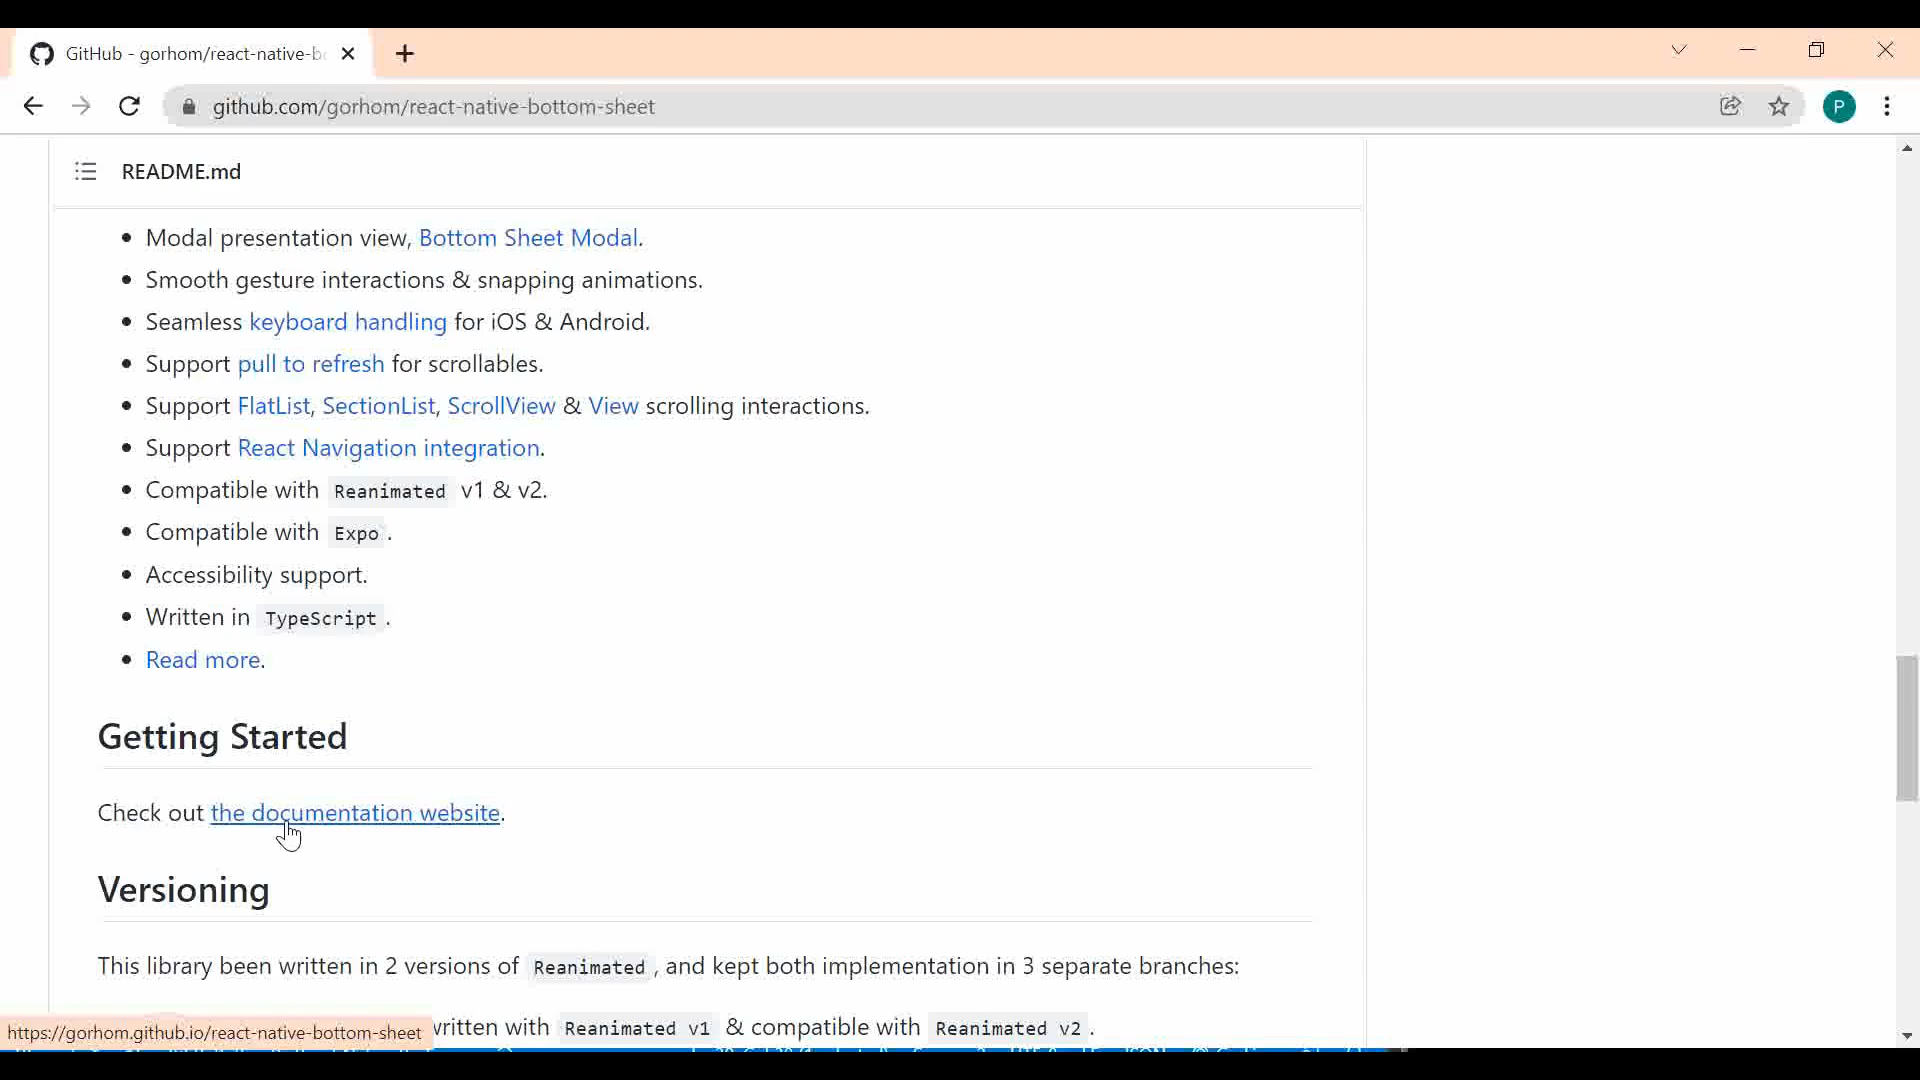 GitHub - gorhom/react-native-b
github.com/gorhom/react-native-bottom-sheet
P
README.md
Modal presentation view, Bottom Sheet Modal.
Smooth gesture interactions & snapping animations.
Seamless keyboard handling for iOS & Android.
Support pull to refresh for scrollables.
Support FlatList, SectionList, ScrollView & View scrolling interactions.
Support React Navigation integration.
Compatible with Reanimated v1 & v2.
Compatible with Expo.
Accessibility support.
Written in TypeScript.
Read more.
Getting Started
Check out the documentation website.
Versioning
This library been written in 2 versions of Reanimated, and kept both implementation in 3 separate branches:
written with Reanimated v1 & compatible with Reanimated v2.
https://gorhom.github.io/react-native-bottom-sheet